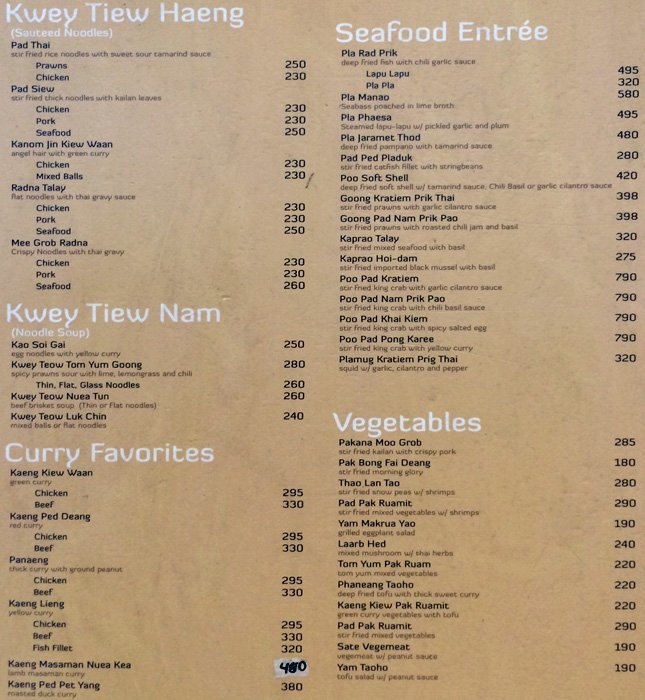 Kwey Tiew Haeng
(Sauteed Noodles)
Pad Thai
stir fried rice noodles with sweet sour tamarind sauce
Prawns 250
Chicken 230
Pad Siew
stir fried thick noodles with kailan leaves
Chicken 230
Pork 230
Seafood 250
Kanom Jin Kiew Waan
angel hair with green curry
Chicken 230
Mixed Balls 230
Radna Talay
flat noodles with thai gravy sauce
Chicken 230
Pork 230
Seafood 250
Mee Grob Radna
Crispy Noodles with thai gravy
Chicken 230
Pork 230
Seafood 260
Kwey Tiew Nam
(Noodle Soup)
Kao Soi Gai 250
egg noodles with yellow curry
Kwey Teow Tom Yum Goong 280
spicy prawns sour with lime, lemongrass and chili
Thin, Flat, Glass Noodles 260
Kwey Teow Nuea Tun 260
beef brisket soup (Thin or Flat noodles)
Kwey Teow Luk Chin 240
mixed balls or flat noodles
Curry Favorites
Kaeng Kiew Waan
green curry
Chicken 295
Beef 330
Kaeng Ped Deang
red curry
Chicken 295
Beef 330
Panaeng
thick curry with ground peanut
Chicken 295
Beef 330
Kaeng Lieng
yellow curry
Chicken 295
Beef 330
Fish Fillet 320
Kaeng Masaman Nuea Kea
lamb masaman curry
Kaeng Ped Pet Yang 380
roasted duck curry
Seafood Entrée
Pla Rad Prik
deep fried fish with chili garlic sauce
Lapu Lapu 495
Pla Pla 320
Pla Manao 580
Seabass poached in lime broth
Pla Phaesa 495
Steamed lapu-lapu w/ pickled garlic and plum
Pla Jaramet Thod 480
deep fried pompano with tamarind sauce
Pad Ped Pladuk 280
stir fried catfish fillet with stringbeans
Poo Soft Shell 420
deep fried soft shell w/ tamarind sauce, Chili Basil or garlic cilantro sauce
Goong Kratiem Prik Thai 398
stir fried prawns with garlic cilantro sauce
Goong Pad Nam Prik Pao 398
stir fried prawns with roasted chili jam and basil
Kaprao Talay 320
stir fried mixed seafood with basil
Kaprao Hoi-dam 275
stir fried imported black mussel with basil
Poo Pad Kratiem 790
stir fried king crab with garlic cilantro sauce
Poo Pad Nam Prik Pao 790
stir fried king crab with chili basil sauce
Poo Pad Khai Kiem 790
stir fried king crab with spicy salted egg
Poo Pad Pong Karee 790
stir fried king crab with yellow curry
Plamug Kratiem Prig Thai 320
squid w/ garlic, cilantro and pepper
Vegetables
Pakana Moo Grob 285
stir fried kailan with crispy pork
Pak Bong Fai Deang 180
stir fried morning glory
Thao Lan Tao 280
stir fried snow peas w/ shrimps
Pad Pak Ruamit 290
stir fried mixed vegetables w/ shrimps
Yam Makrua Yao 190
grilled eggplant salad
Laarb Hed 240
mixed mushroom w/ thai herbs
Tom Yum Pak Ruam 220
tom yum mixed vegetables
Phaneang Taoho 220
deep fried tofu with thick sweet curry
Kaeng Kiew Pak Ruamit 220
green curry vegetables with tofu
Pad Pak Ruamit 290
stir fried mixed vegetables
Sate Vegemeat 190
vegemeat w/ peanut sauce
Yam Taoho 190
tofu salad w/ peanut sauce